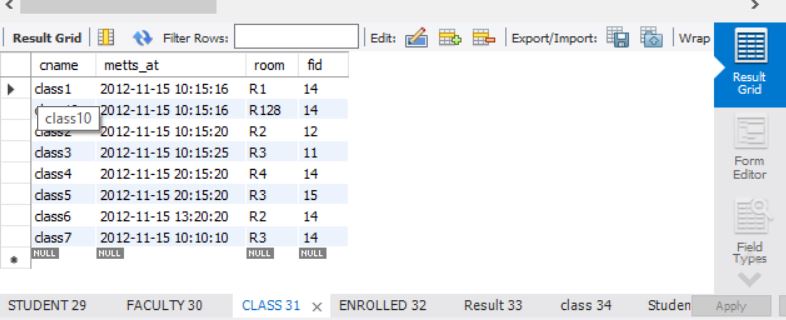 Result Grid Filter Rows: Edit: Export/Import: Wrap
cname metts_at room fid
class1 2012-11-15 10:15:16 R1 14
class10 2012-11-15 10:15:16 R128 14
class2 2012-11-15 10:15:20 R2 12
class3 2012-11-15 10:15:25 R3 11
class4 2012-11-15 20:15:20 R4 14
class5 2012-11-15 20:15:20 R3 15
class6 2012-11-15 13:20:20 R2 14
class7 2012-11-15 10:10:10 R3 14
NULL NULL NULL NULL
Result
Grid
Form
Editor
Field
Types
STUDENT 29 FACULTY 30 CLASS 31 × ENROLLED 32 Result 33 class 34 Studen Apply